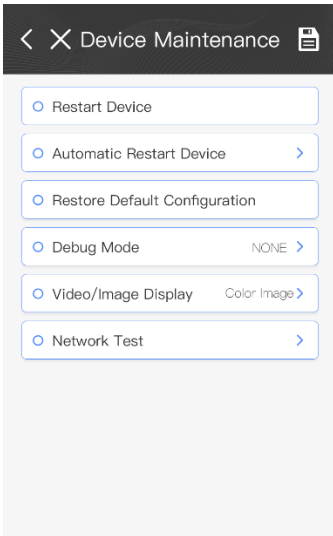 Device Maintenance
Restart Device
Automatic Restart Device
Restore Default Configuration
Debug Mode NONE
Video/Image Display Color Image
Network Test